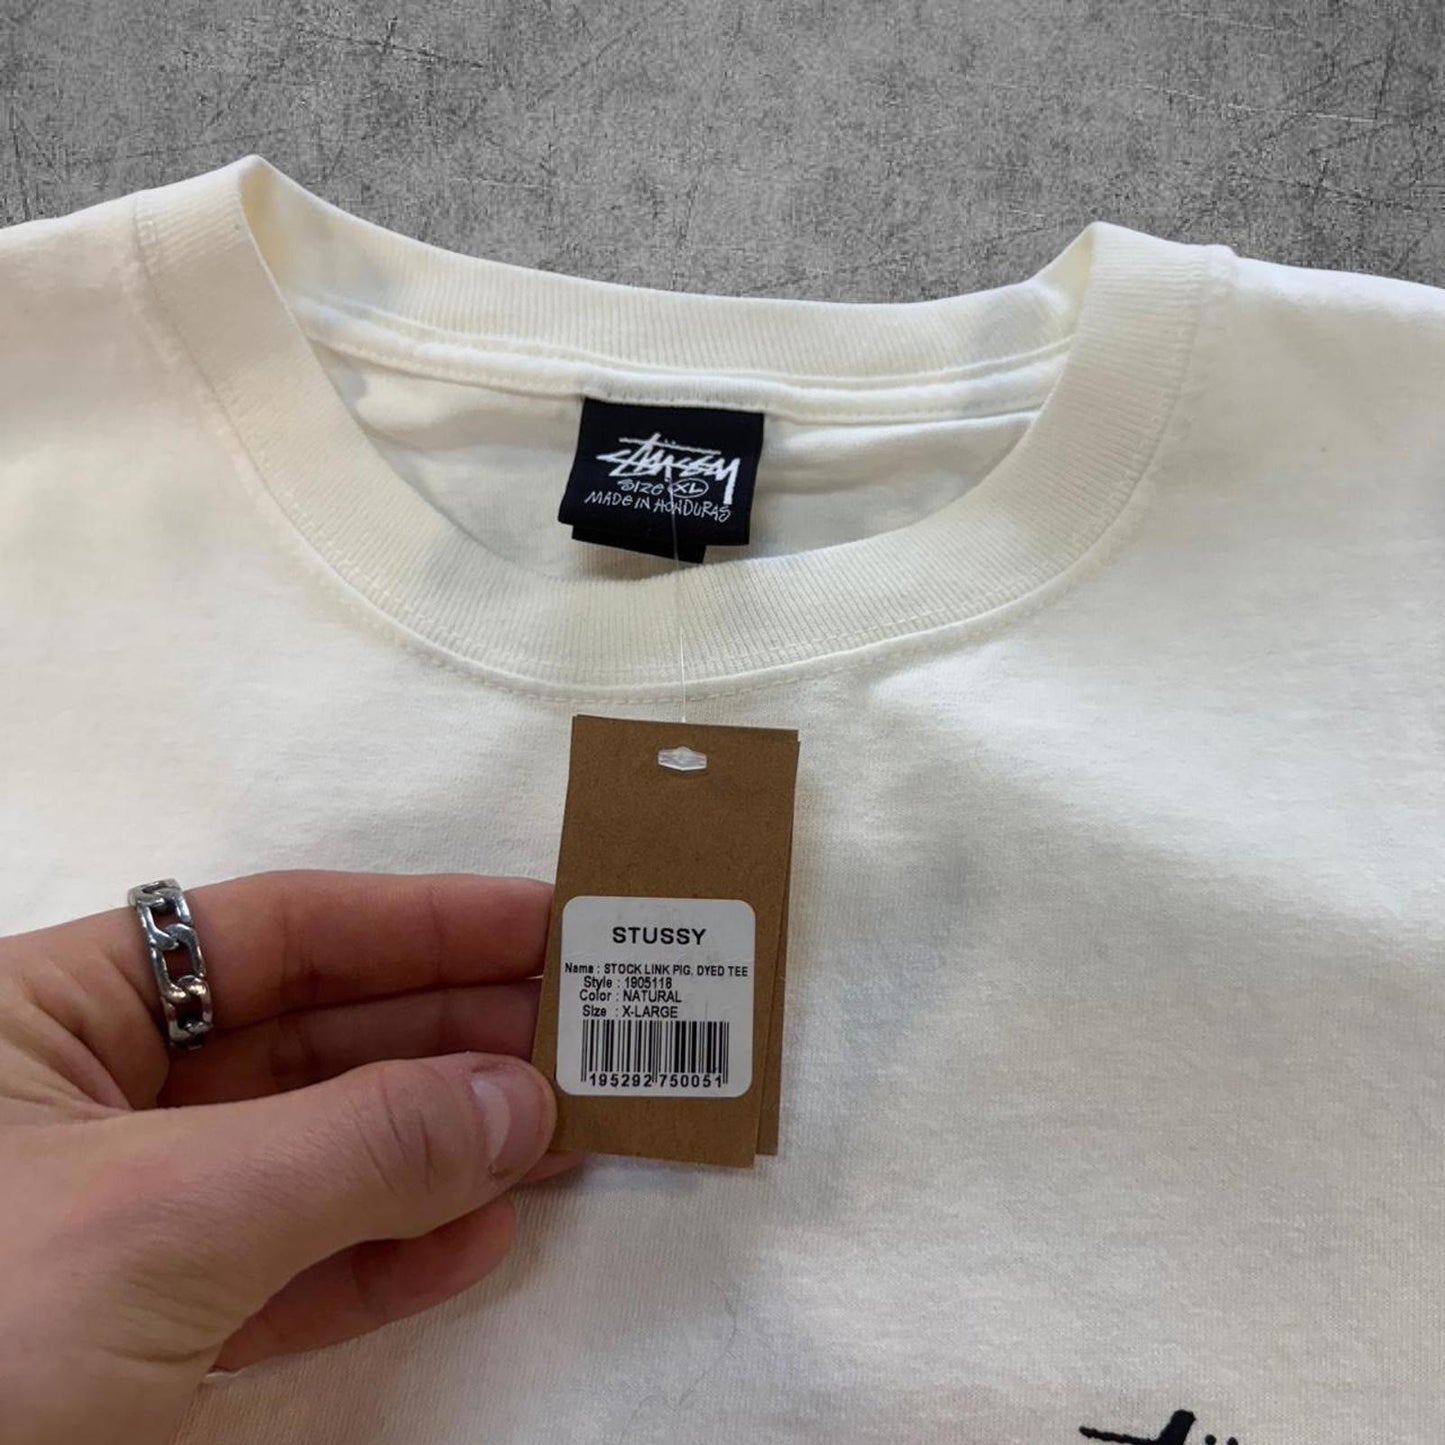 Stüssy
SIZE XL
MADE IN HONDURAS
STUSSY
Name : STOCK LINK PIG. DYED TEE
Style : 1905118
Color : NATURAL
Size : X-LARGE
195292 750051